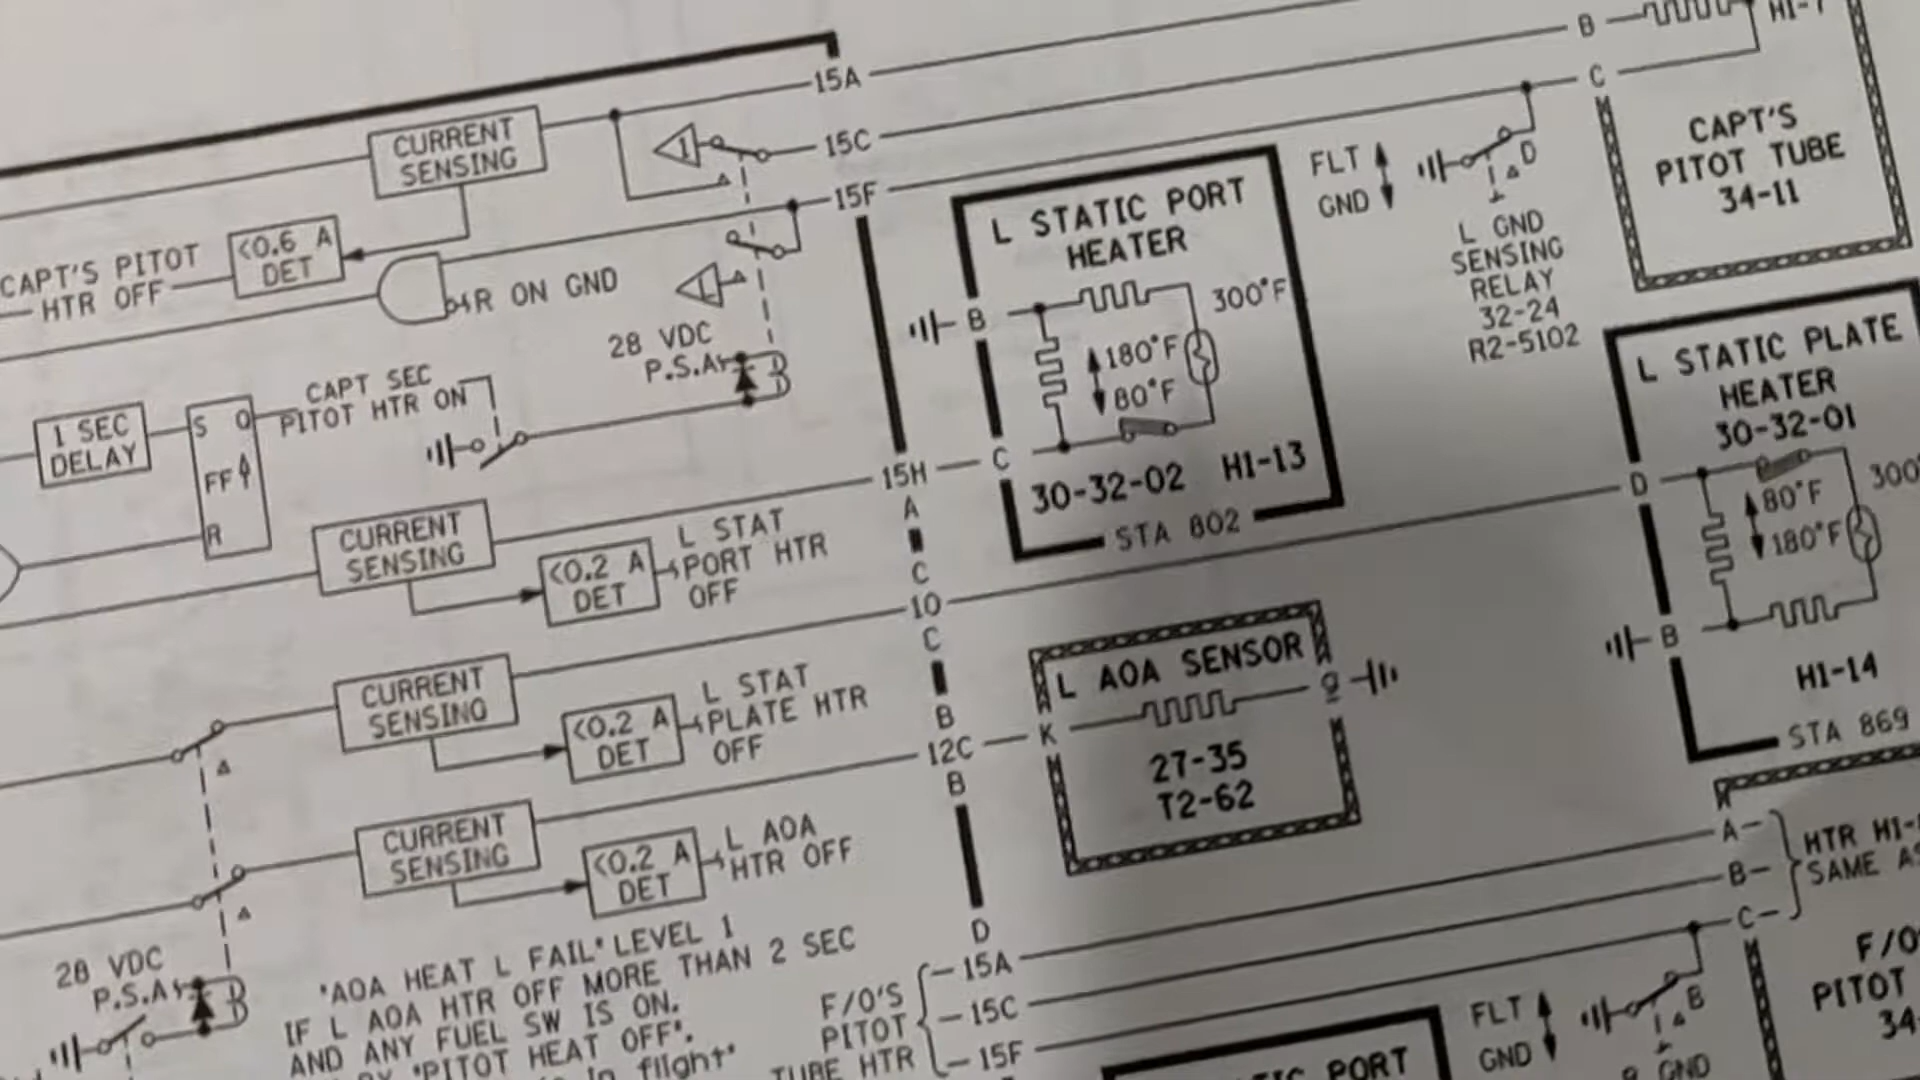 15A
CURRENT
SENSING
1
15C
15F
B
C
CAPT'S
PITOT TUBE
34-11
CAPT'S PITOT
HTR OFF
<0.6 A
DET
R ON GND
28 VDC
P.S.A
CAPT SEC
PITOT HTR ON
1 SEC
DELAY
S
FF
R
L STATIC PORT
HEATER
B
300°F
180°F
80°F
C
30-32-02 H1-13
STA 802
FLT
GND
D
L GND
SENSING
RELAY
32-24
R2-5102
L STATIC PLATE
HEATER
30-32-01
D
80°F
180°F
300°
B
H1-14
STA 869
15H
A
C
10
C
B
12C
B
D
CURRENT
SENSING
<0.2 A
DET
L STAT
PORT HTR
OFF
CURRENT
SENSING
<0.2 A
DET
L STAT
PLATE HTR
OFF
CURRENT
SENSING
<0.2 A
DET
L AOA
HTR OFF
L AOA SENSOR
K
27-35
T2-62
28 VDC
P.S.A
"AOA HEAT L FAIL" LEVEL 1
IF L AOA HTR OFF MORE THAN 2 SEC
AND ANY FUEL SW IS ON.
"PITOT HEAT OFF".
in flight"
F/O'S
PITOT
TUBE HTR
15A
15C
15F
A
B
C
HTR H1-
SAME AS
F/O
PITOT
34-
FLT
GND
B
GND
PORT